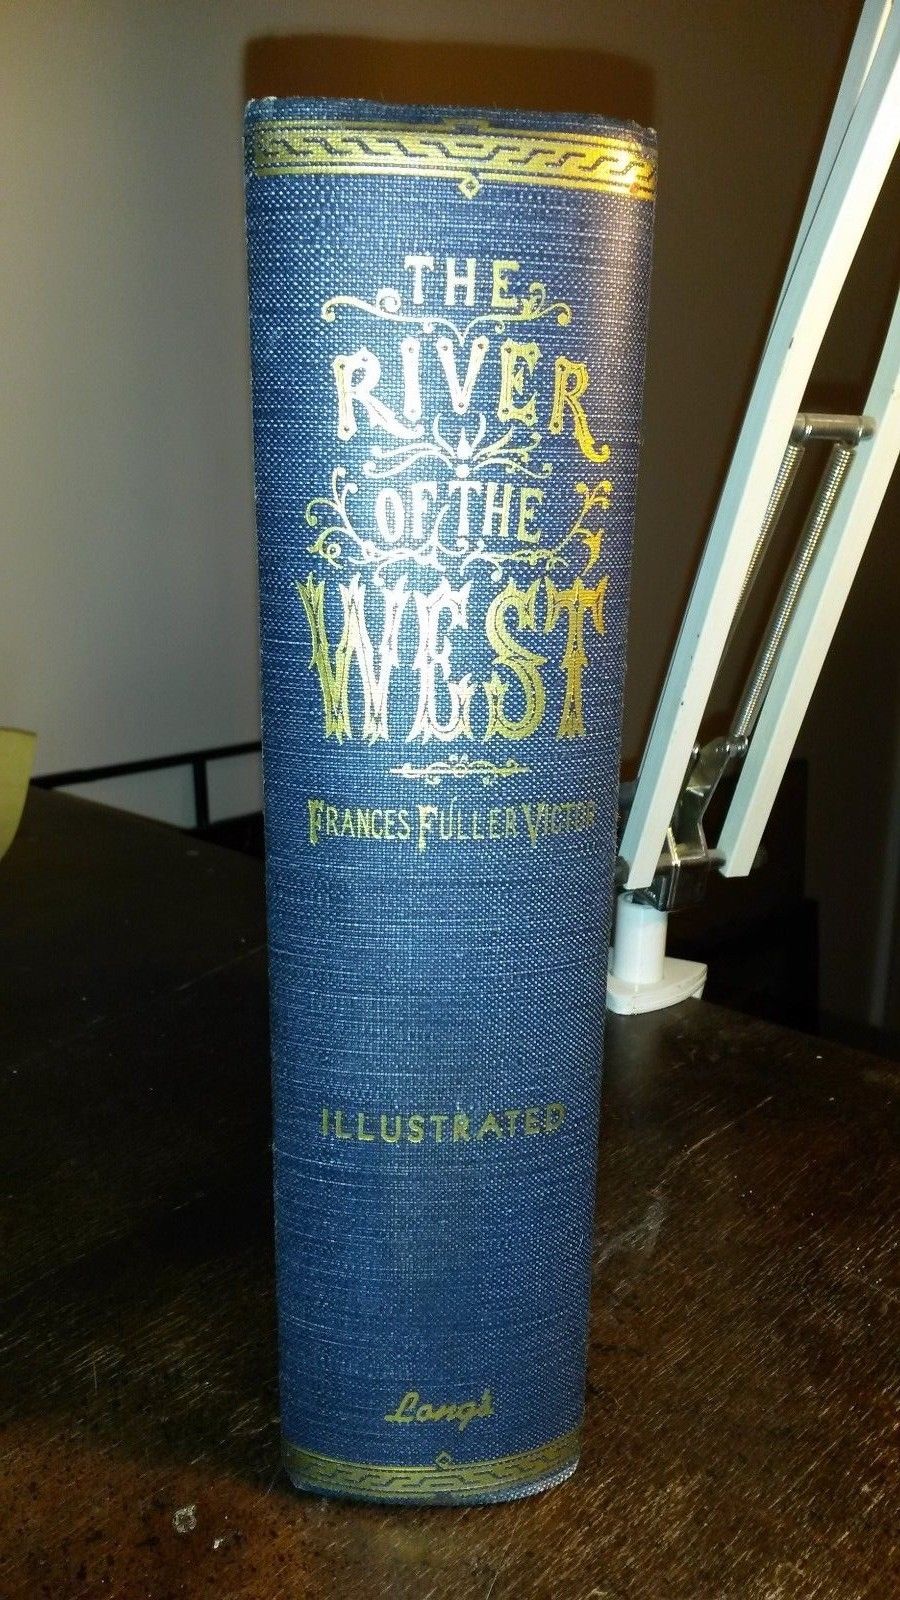 THE
RIVER
OF THE
WEST
FRANCES FULLER VICTOR
ILLUSTRATED
Long's